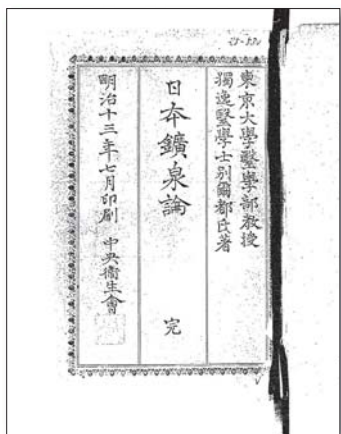 東京大學醫學部教授
獨逸醫學士別爾都氏著
日本鑛泉論
完
明治十三年七月印刷 中央衞生會